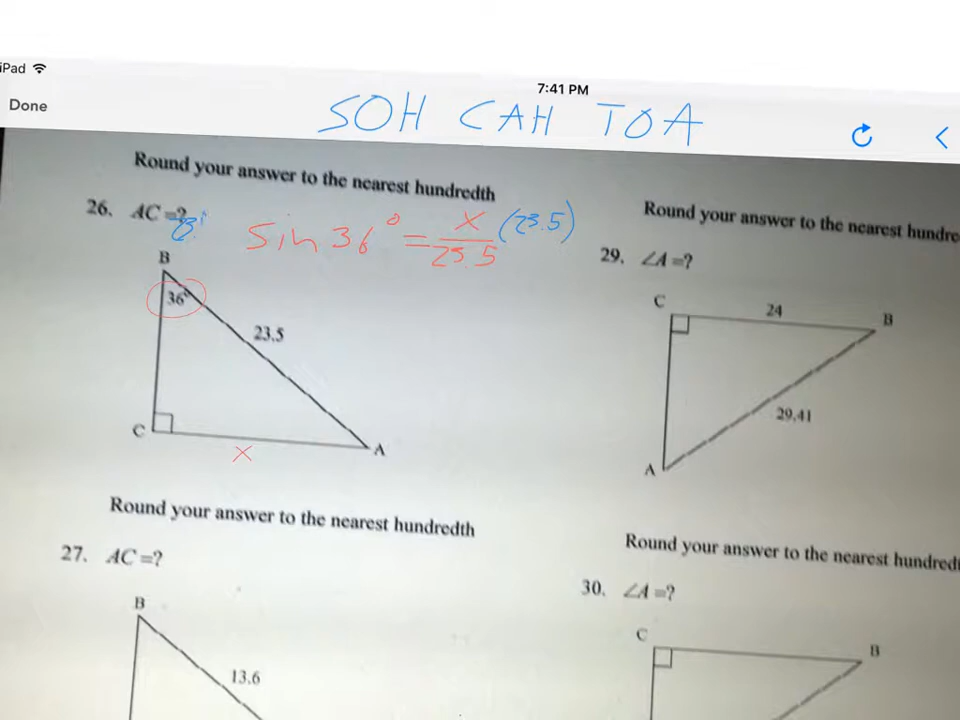 iPad
7:41 PM
Done
SOH CAH TOA
Round your answer to the nearest hundredth
26. AC =?
sin 36° = x/23.5 (23.5)
B
36°
23.5
C
A
x
Round your answer to the nearest
29. ∠A =?
C
24
B
29.41
A
Round your answer to the nearest hundredth
27. AC =?
B
13.6
Round your answer to the nearest
30. ∠A =?
C
B